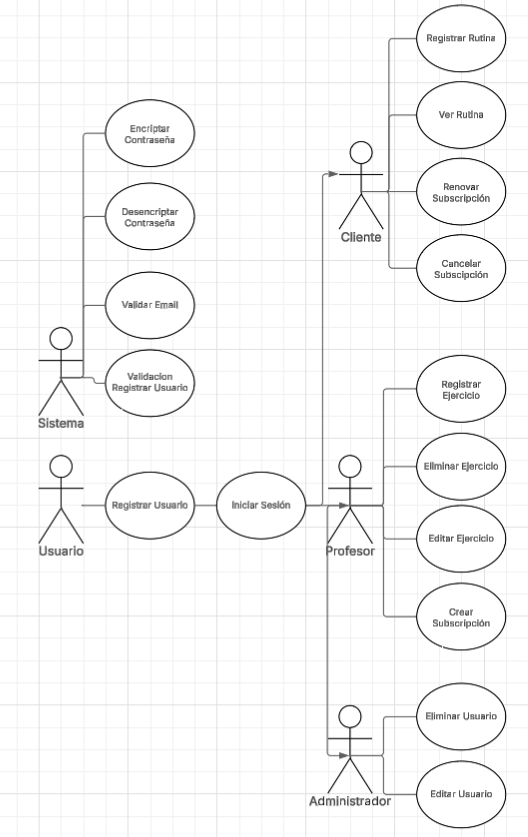 Registrar Rutina
Ver Rutina
Renovar
Subscripción
Cancelar
Subscipción
Cliente
Encriptar
Contraseña
Desencriptar
Contraseña
Validar Email
Validacion
Registrar Usuario
Sistema
Usuario
Registrar Usuario
Iniciar Sesión
Profesor
Registrar
Ejercicio
Eliminar Ejercicio
Editar Ejercicio
Crear
Subscripción
Administrador
Eliminar Usuario
Editar Usuario